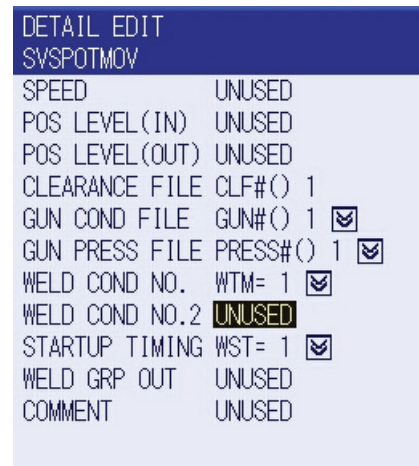 DETAIL EDIT
SVSPOTMOV
SPEED UNUSED
POS LEVEL(IN) UNUSED
POS LEVEL(OUT) UNUSED
CLEARANCE FILE CLF#() 1
GUN COND FILE GUN#() 1
GUN PRESS FILE PRESS#() 1
WELD COND NO. WTM= 1
WELD COND NO.2 UNUSED
STARTUP TIMING WST= 1
WELD GRP OUT UNUSED
COMMENT UNUSED